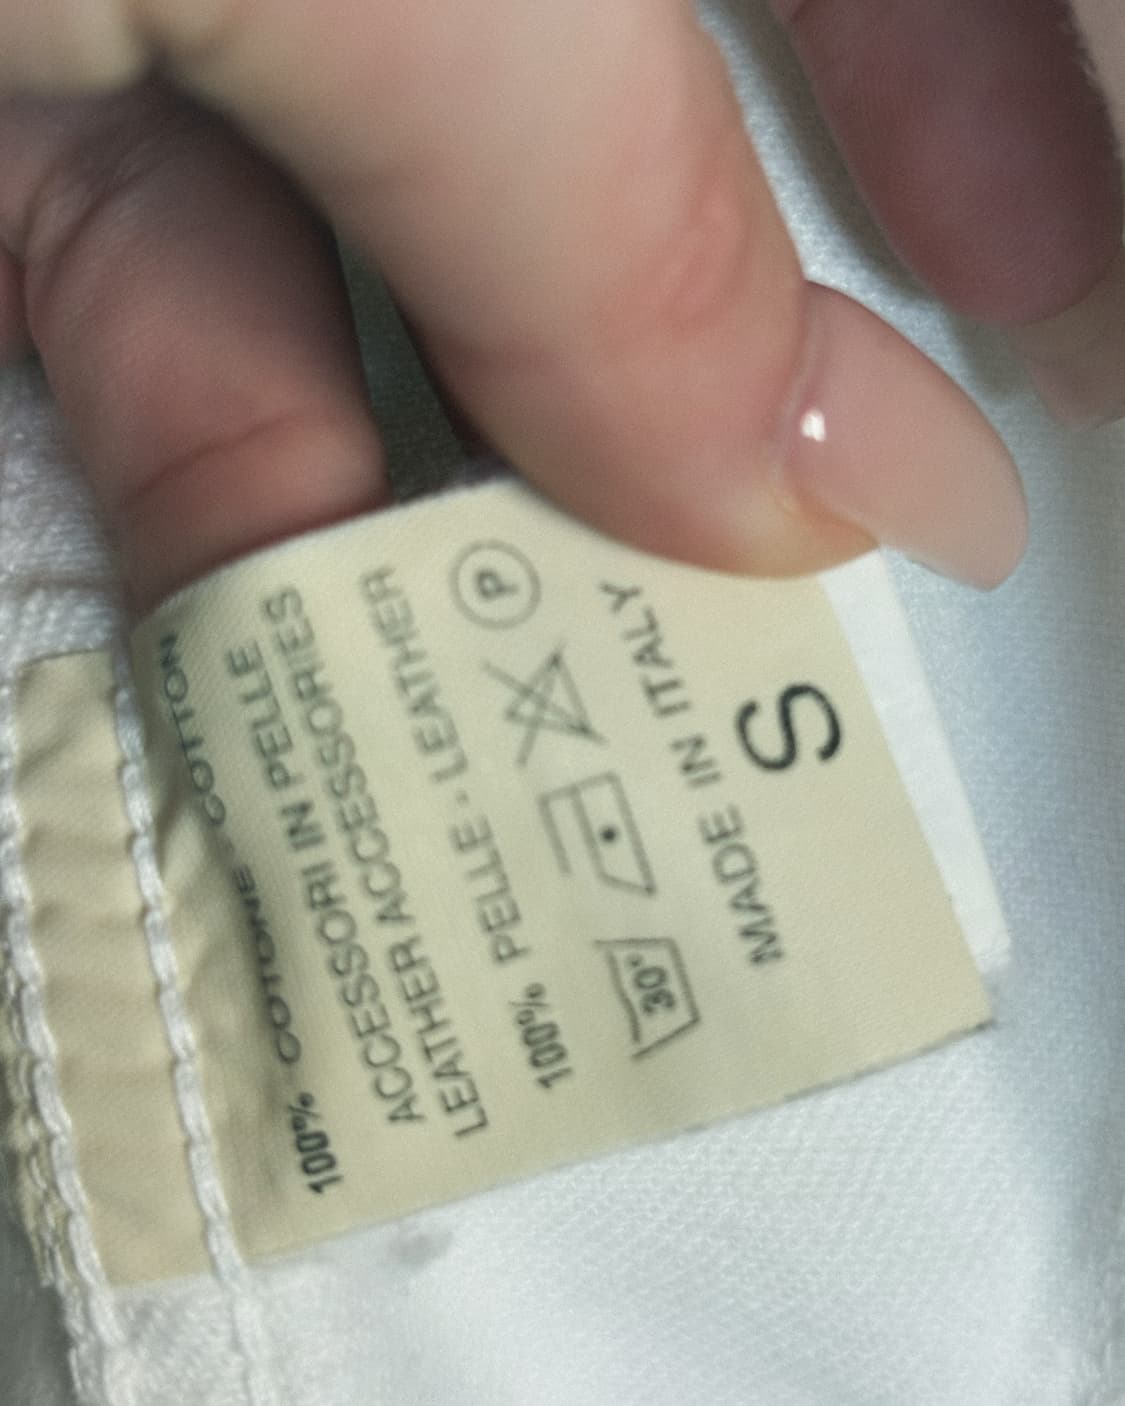 100% COTONE - COTTON
ACCESSORI IN PELLE
LEATHER ACCESSORIES
100% PELLE - LEATHER
30° P
MADE IN ITALY
S